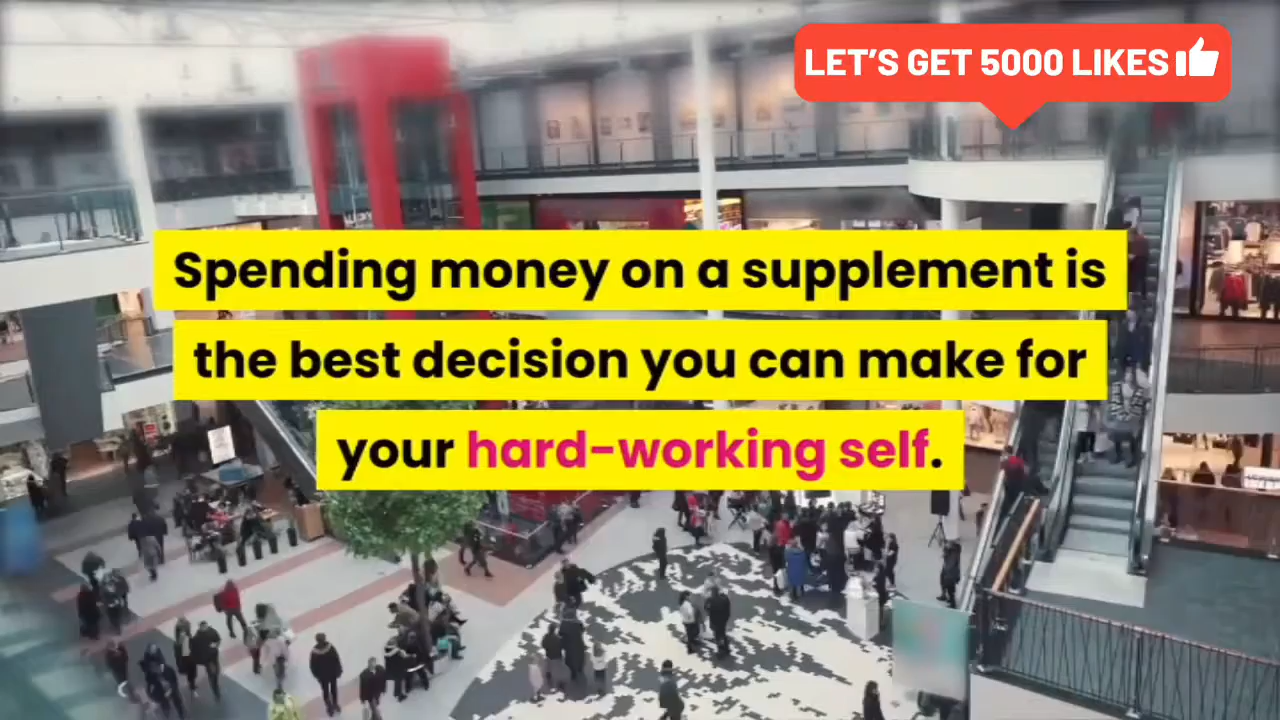 LET'S GET 5000 LIKES
Spending money on a supplement is
the best decision you can make for
your hard-working self.